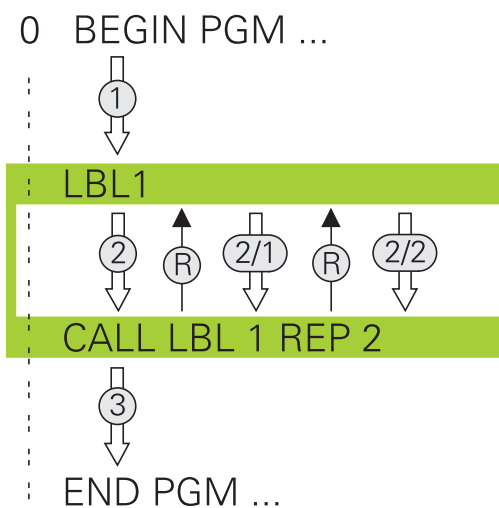 0 BEGIN PGM ...
1
LBL1
2 R 2/1 R 2/2
CALL LBL 1 REP 2
3
END PGM ...